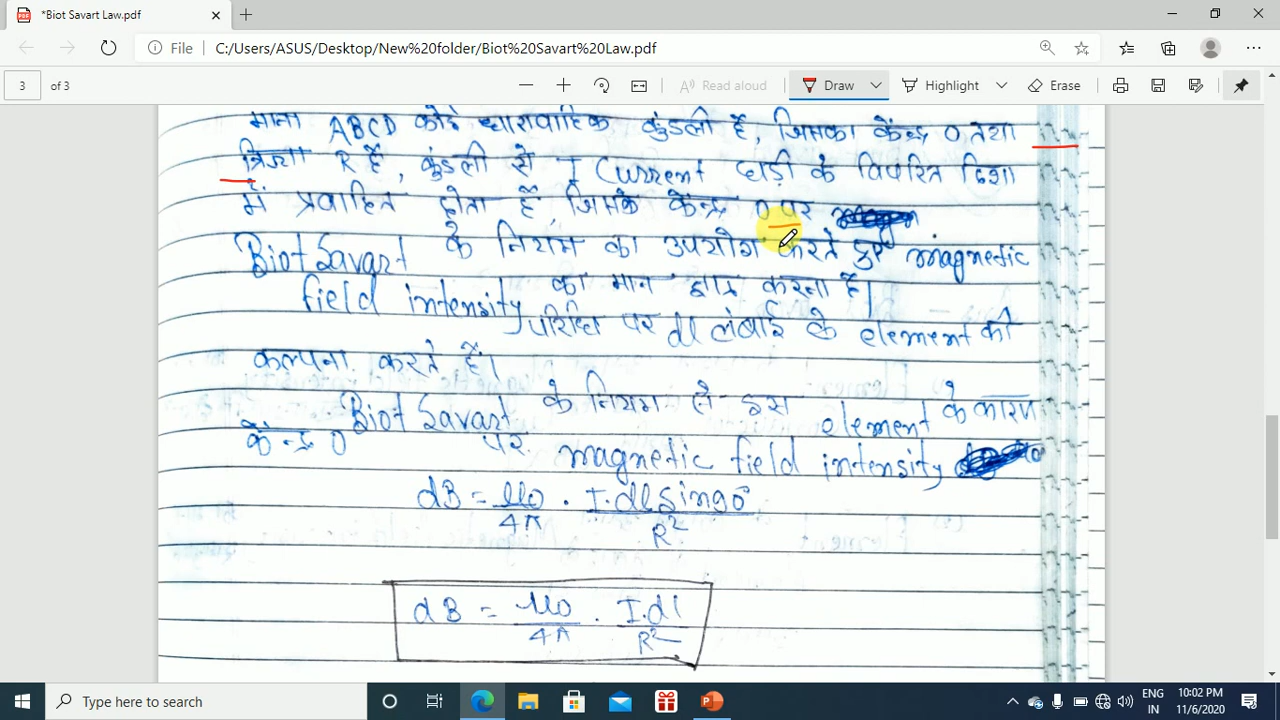 *Biot Savart Law.pdf
File C:/Users/ASUS/Desktop/New%20folder/Biot%20Savart%20Law.pdf
3 of 3 Read aloud Draw Highlight Erase
माना ABCD कोई धारावाहिक कुंडली हैं, जिसका केंन्द्र O तथा
त्रिज्या R हैं, कुंडली से I Current घड़ी के विपरित दिशा
में प्रवाहित होता हैं, जिसके केन्द्र O पर
Biot Savart के नियम का उपयोग करते हुए magnetic
field intensity का मान ज्ञात करना हैं।
परिधि पर dl लंबाई के element की
कल्पना करते हैं।
Biot Savart के नियम से इस element के कारण
केन्द्र O पर magnetic field intensity
dB = μ0/4π . I.dl sin90°/R²
dB = μ0/4π . I.dl/R²
Type here to search
ENG 10:02 PM
IN 11/6/2020